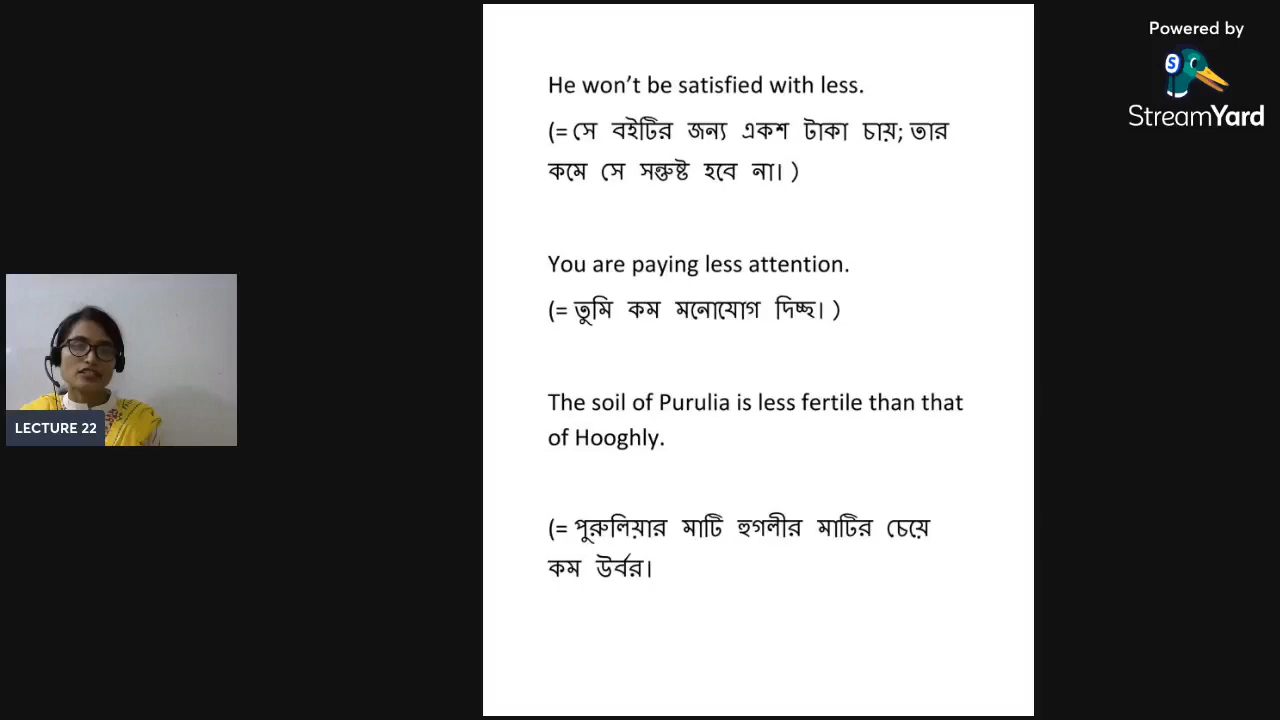 Powered by
StreamYard
He won’t be satisfied with less.
(= সে বইটির জন্য একশ টাকা চায়; তার
কমে সে সন্তুষ্ট হবে না। )
You are paying less attention.
(= তুমি কম মনোযোগ দিচ্ছ। )
The soil of Purulia is less fertile than that
of Hooghly.
(= পুরুলিয়ার মাটি হুগলীর মাটির চেয়ে
কম উর্বর।
LECTURE 22